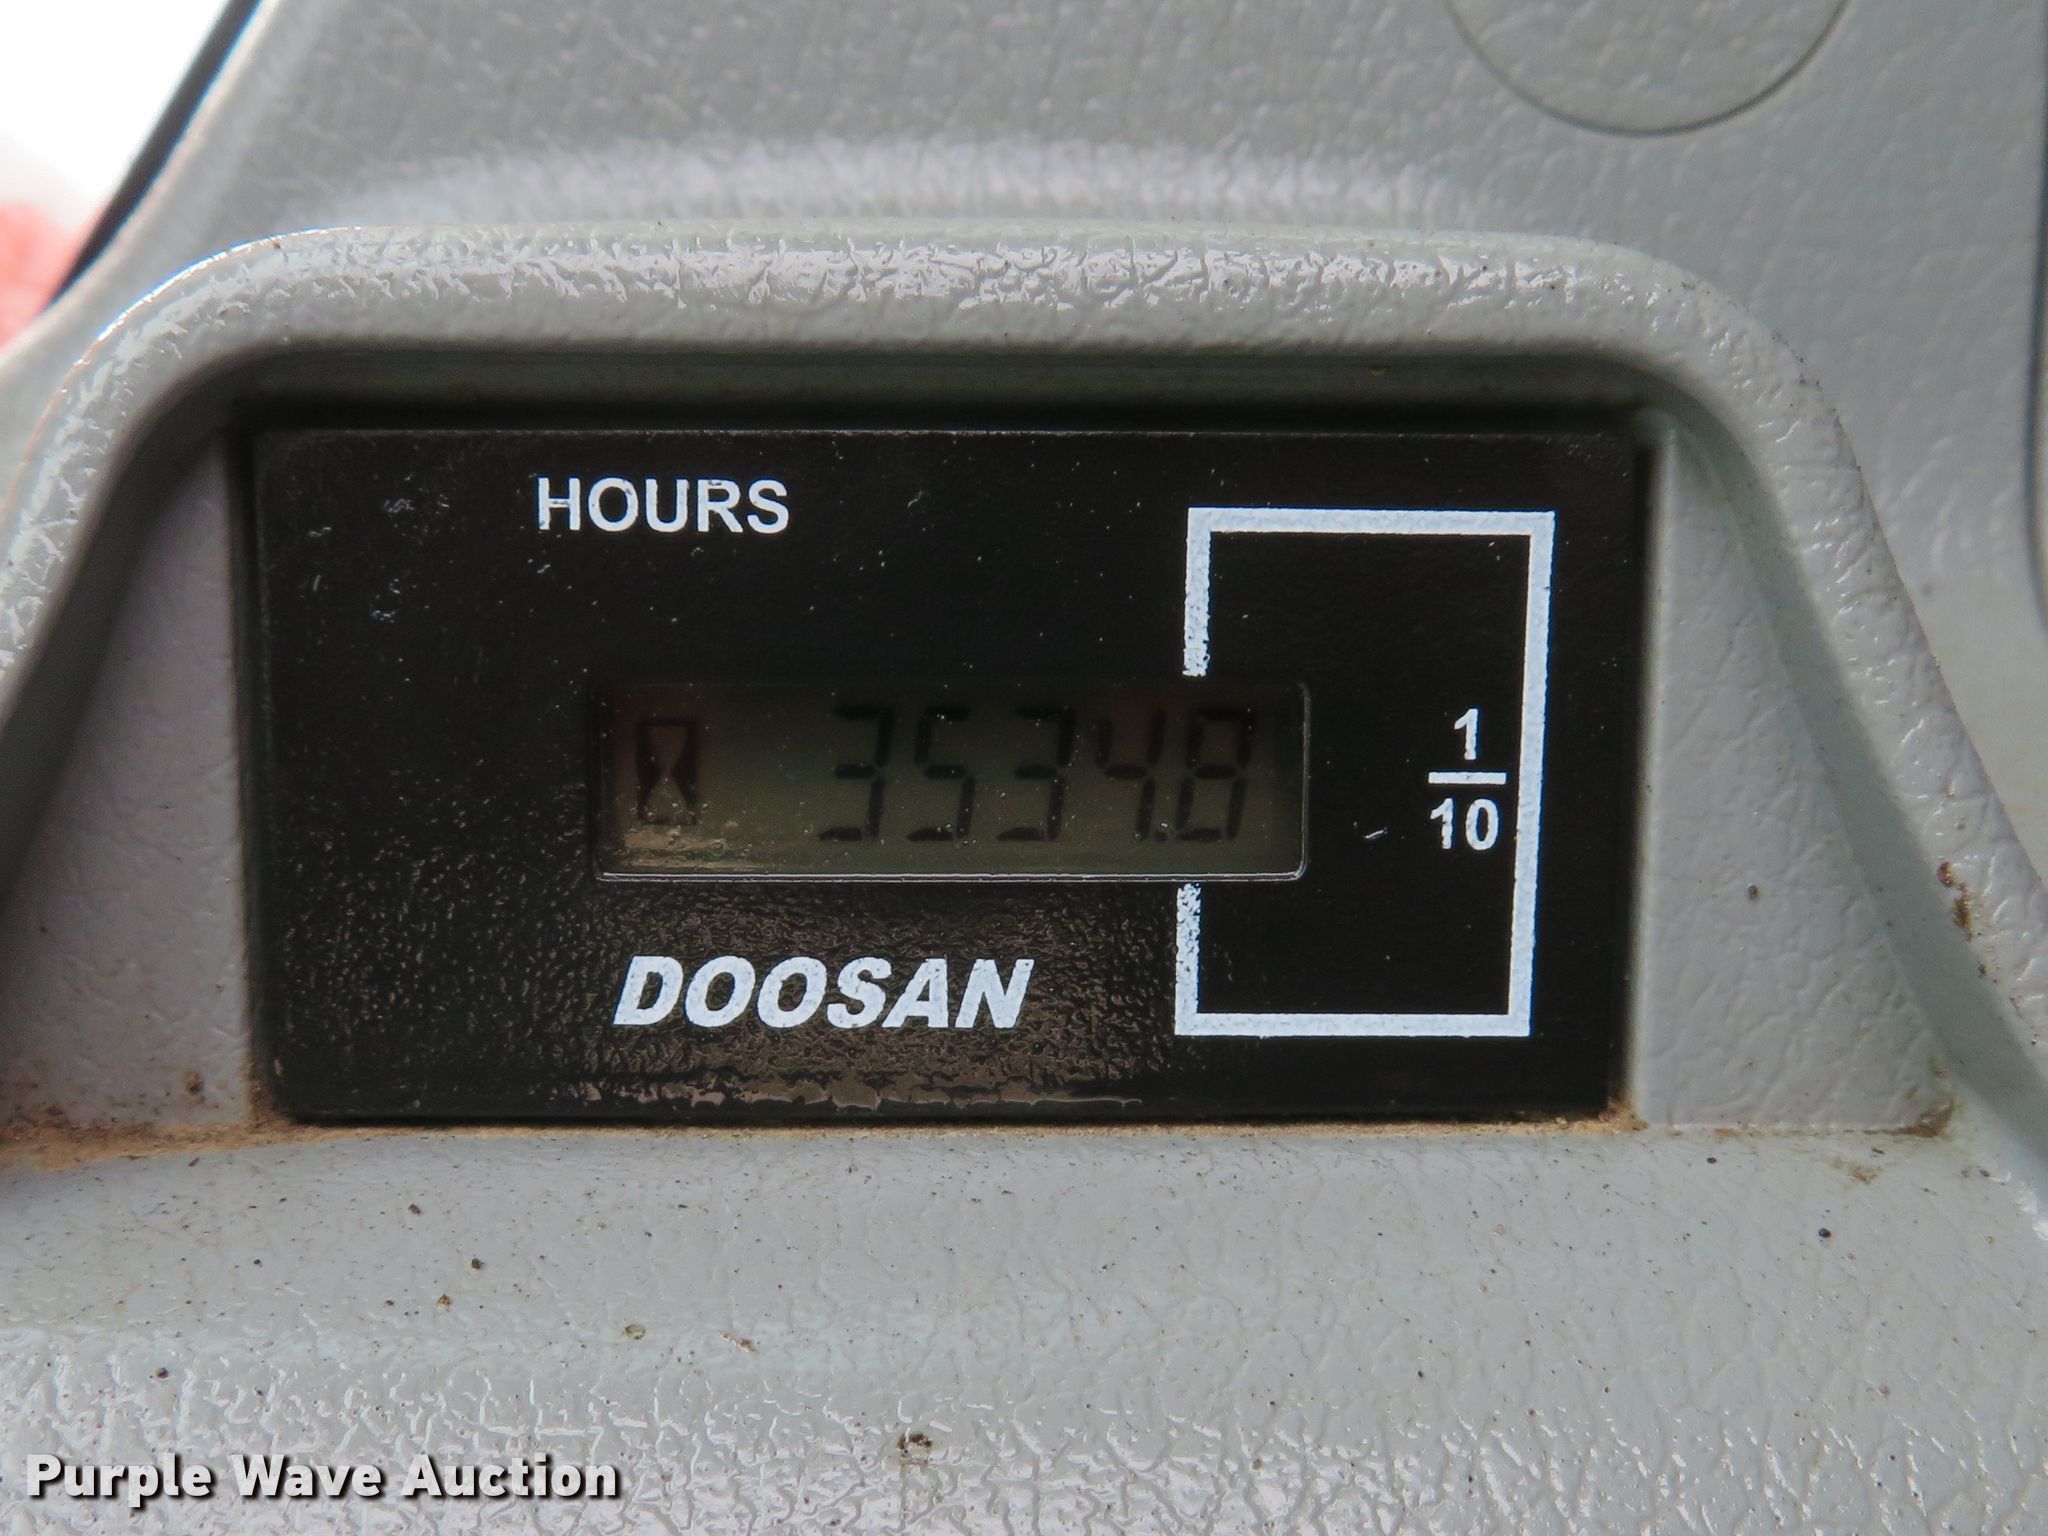 HOURS
3534.8
1
10
DOOSAN
Purple Wave Auction